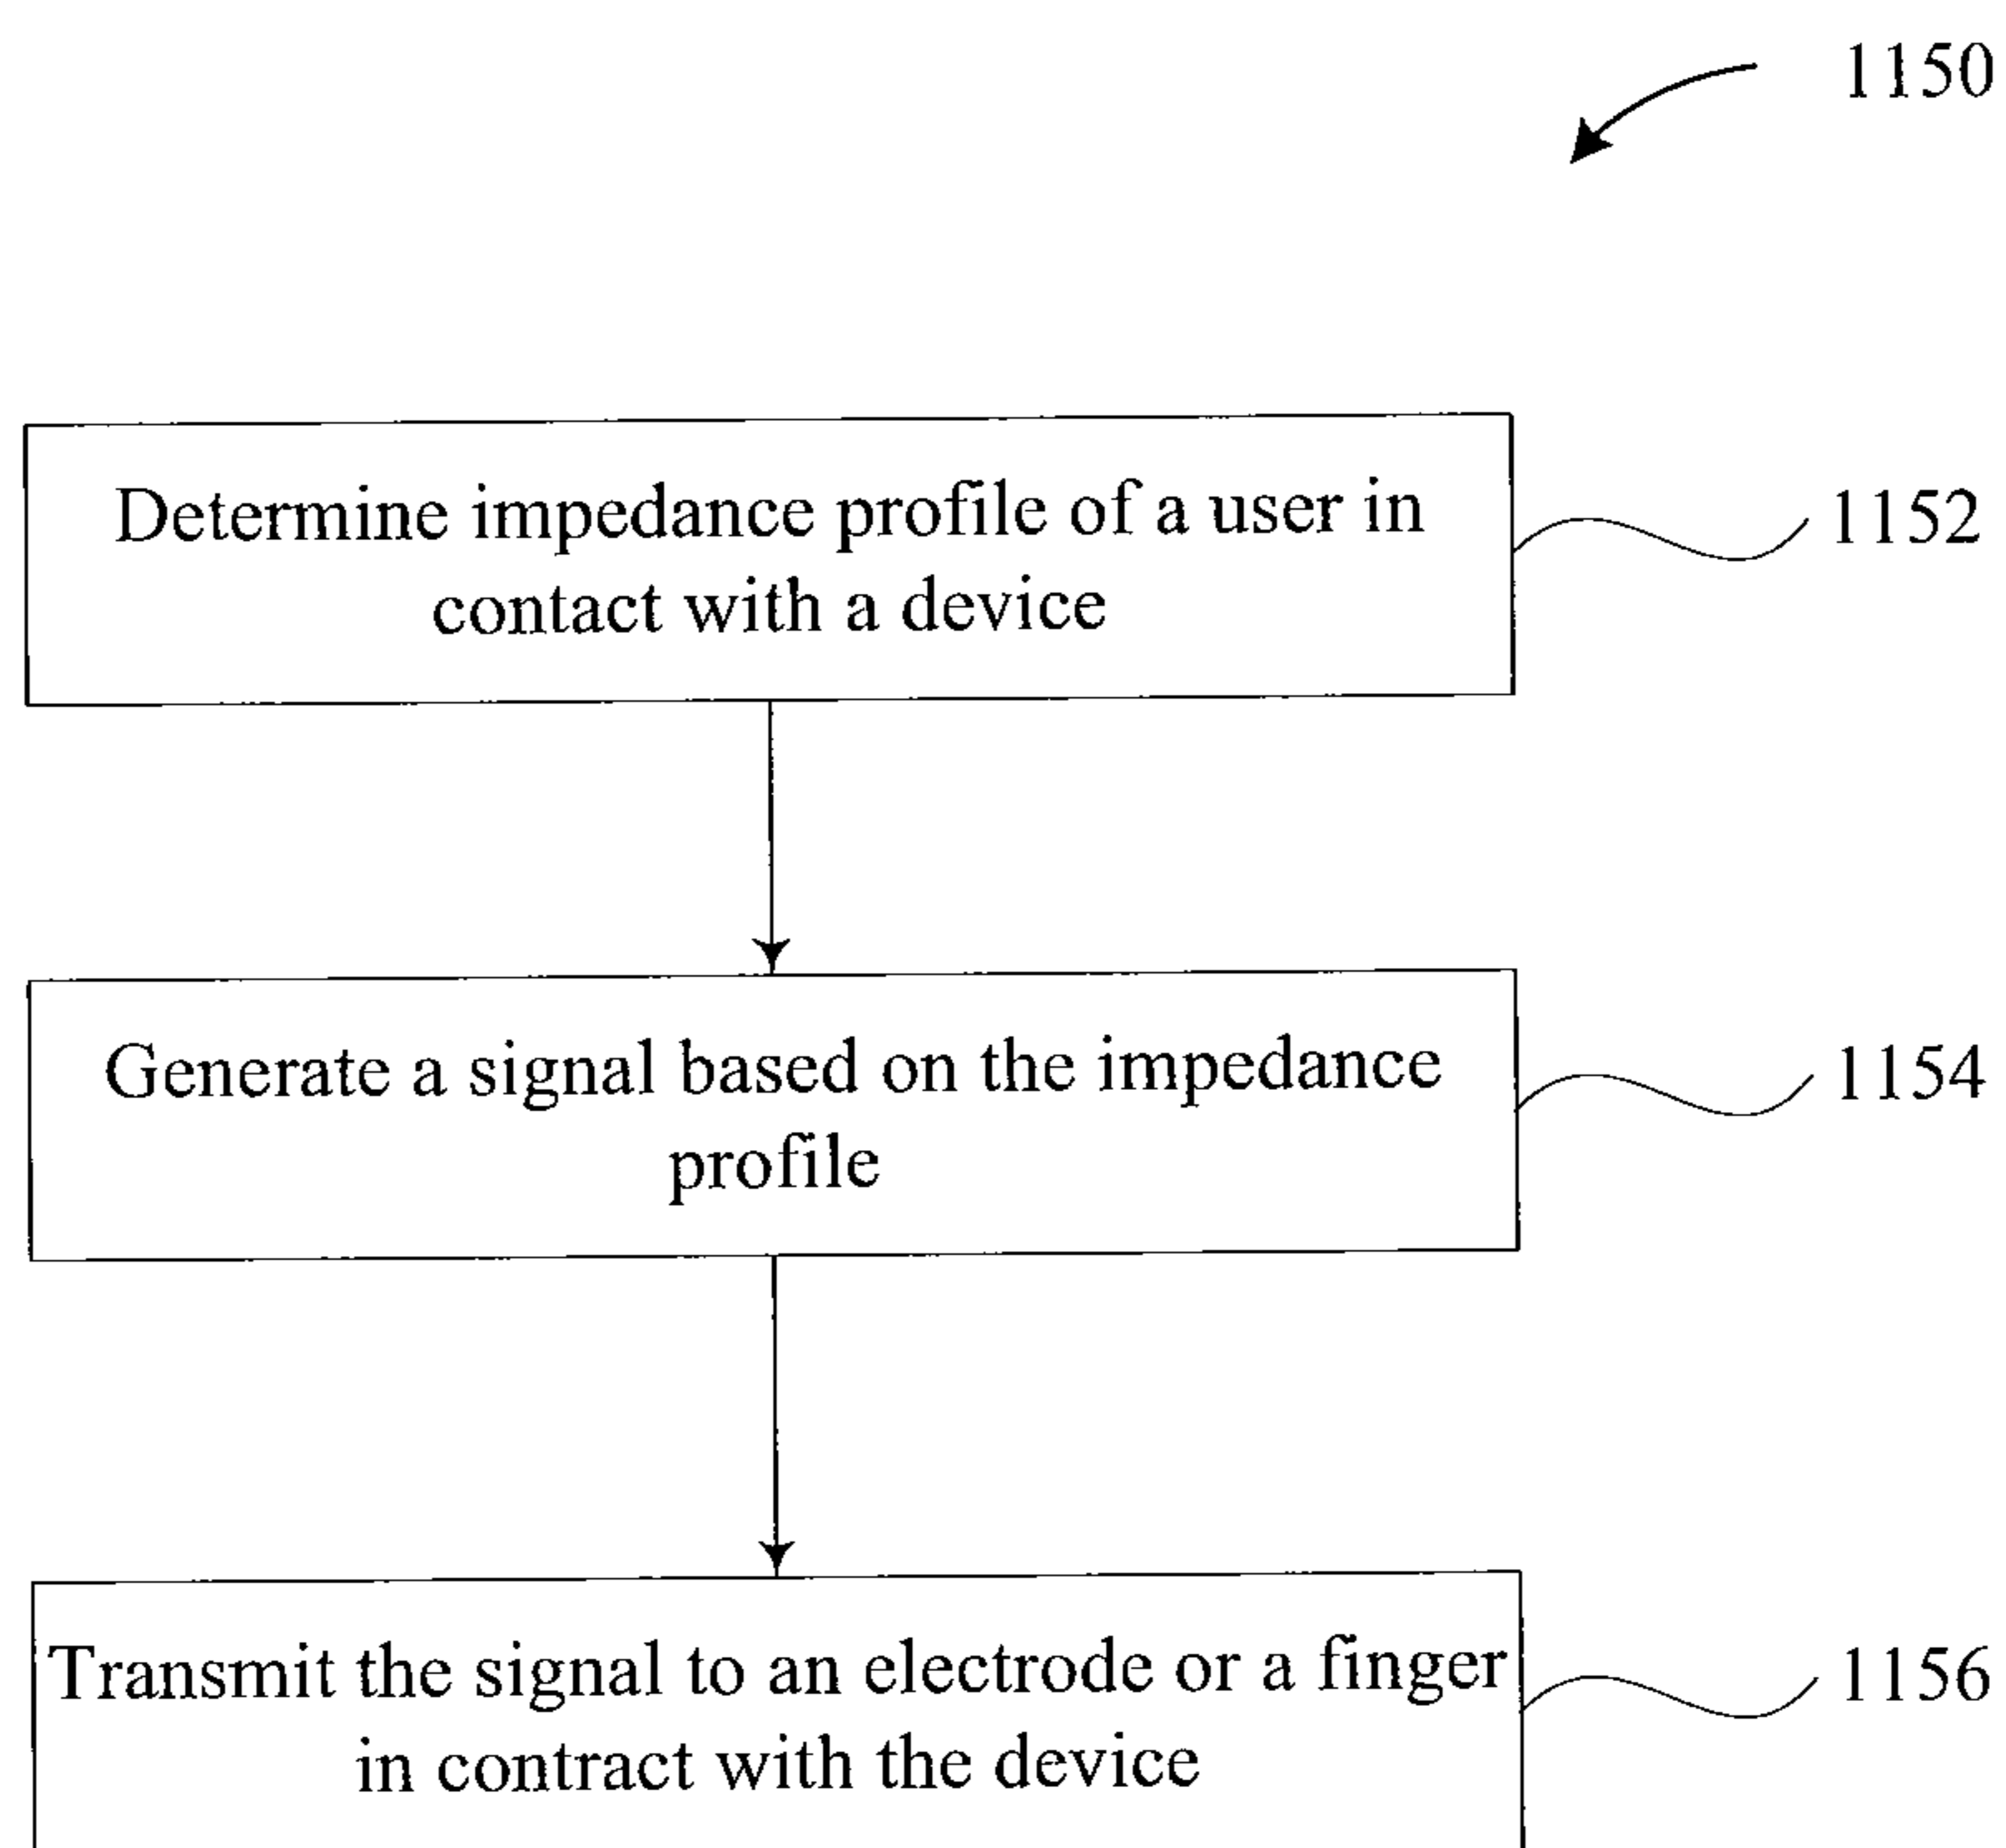 1150
Determine impedance profile of a user in
contact with a device
1152
Generate a signal based on the impedance
profile
1154
Transmit the signal to an electrode or a finger
in contract with the device
1156